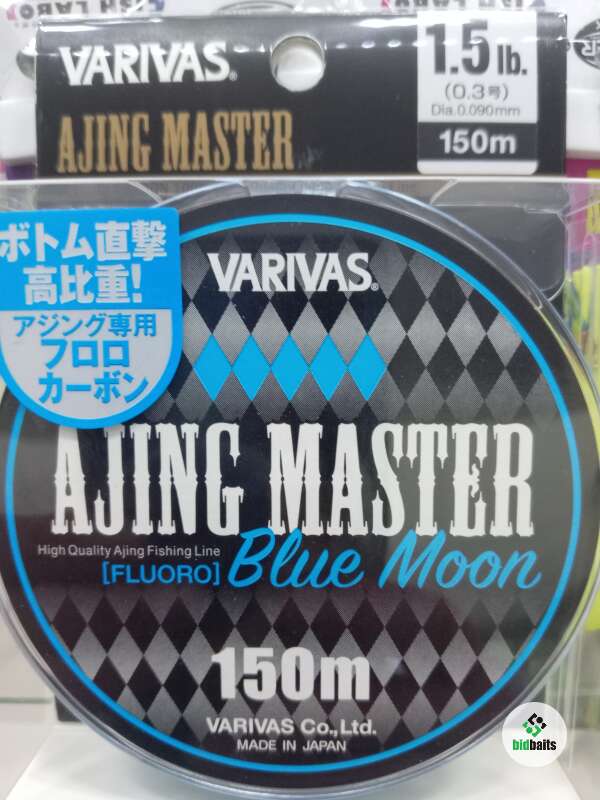 VARIVAS®
1.5 lb.
(0.3号)
Dia.0.090mm
150m
AJING MASTER
ボトム直撃
高比重!
アジング専用
フロロ
カーボン
VARIVAS®
AJING MASTER
High Quality Ajing Fishing Line
[FLUORO] Blue Moon
150m
VARIVAS Co.,Ltd.
MADE IN JAPAN
bidbaits